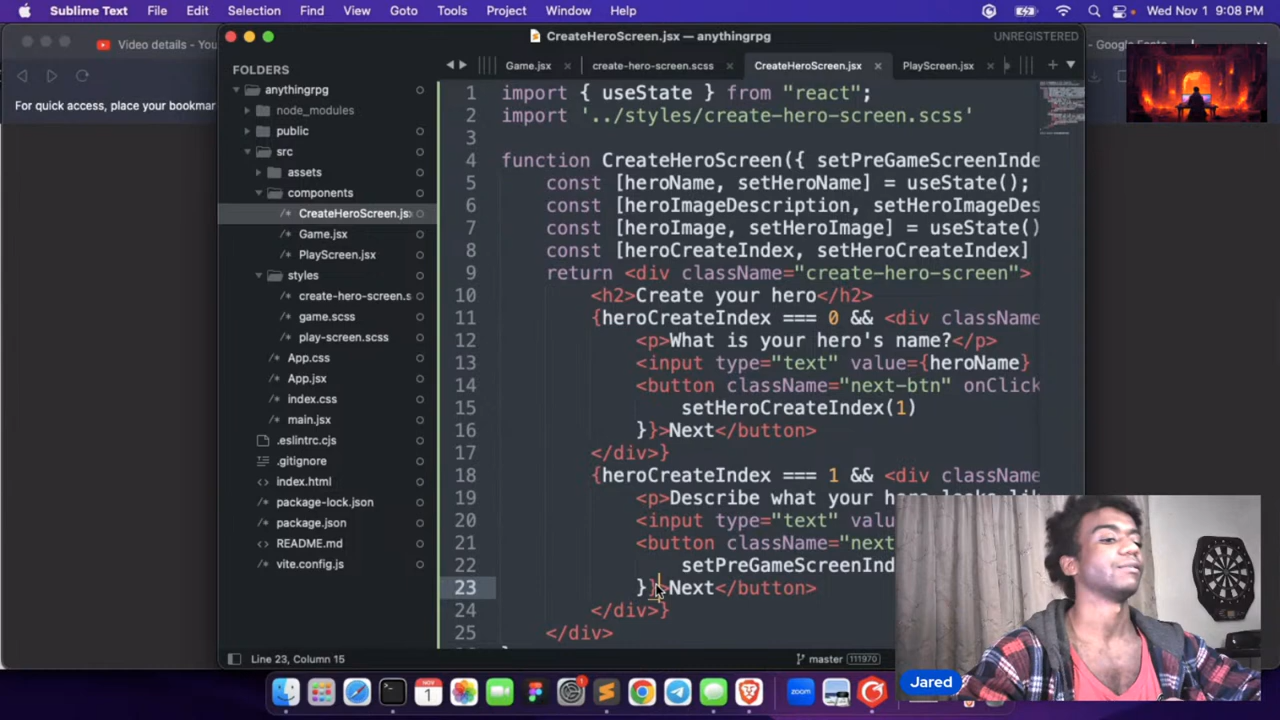 Sublime Text File Edit Selection Find View Goto Tools Project Window Help Wed Nov 1 9:08 PM
Video details - You
CreateHeroScreen.jsx — anythingrpg
UNREGISTERED
- Google Fonts
For quick access, place your bookmar
FOLDERS
anythingrpg
node_modules
public
src
assets
components
CreateHeroScreen.js
Game.jsx
PlayScreen.jsx
styles
create-hero-screen.s
game.scss
play-screen.scss
App.css
App.jsx
index.css
main.jsx
.eslintrc.cjs
.gitignore
index.html
package-lock.json
package.json
README.md
vite.config.js
Game.jsx create-hero-screen.scss CreateHeroScreen.jsx PlayScreen.jsx
1 import { useState } from "react";
2 import '../styles/create-hero-screen.scss'
3
4 function CreateHeroScreen({ setPreGameScreenInde
5 const [heroName, setHeroName] = useState();
6 const [heroImageDescription, setHeroImageDes
7 const [heroImage, setHeroImage] = useState()
8 const [heroCreateIndex, setHeroCreateIndex]
9 return <div className="create-hero-screen">
10 <h2>Create your hero</h2>
11 {heroCreateIndex === 0 && <div className
12 <p>What is your hero's name?</p>
13 <input type="text" value={heroName}
14 <button className="next-btn" onClick
15 setHeroCreateIndex(1)
16 }}>Next</button>
17 </div>}
18 {heroCreateIndex === 1 && <div className
19 <p>Describe what your hero looks lik
20 <input type="text" valu
21 <button className="next
22 setPreGameScreenInd
23 }}>Next</button>
24 </div>}
25 </div>
Line 23, Column 15
master 111970
Jared
zoom